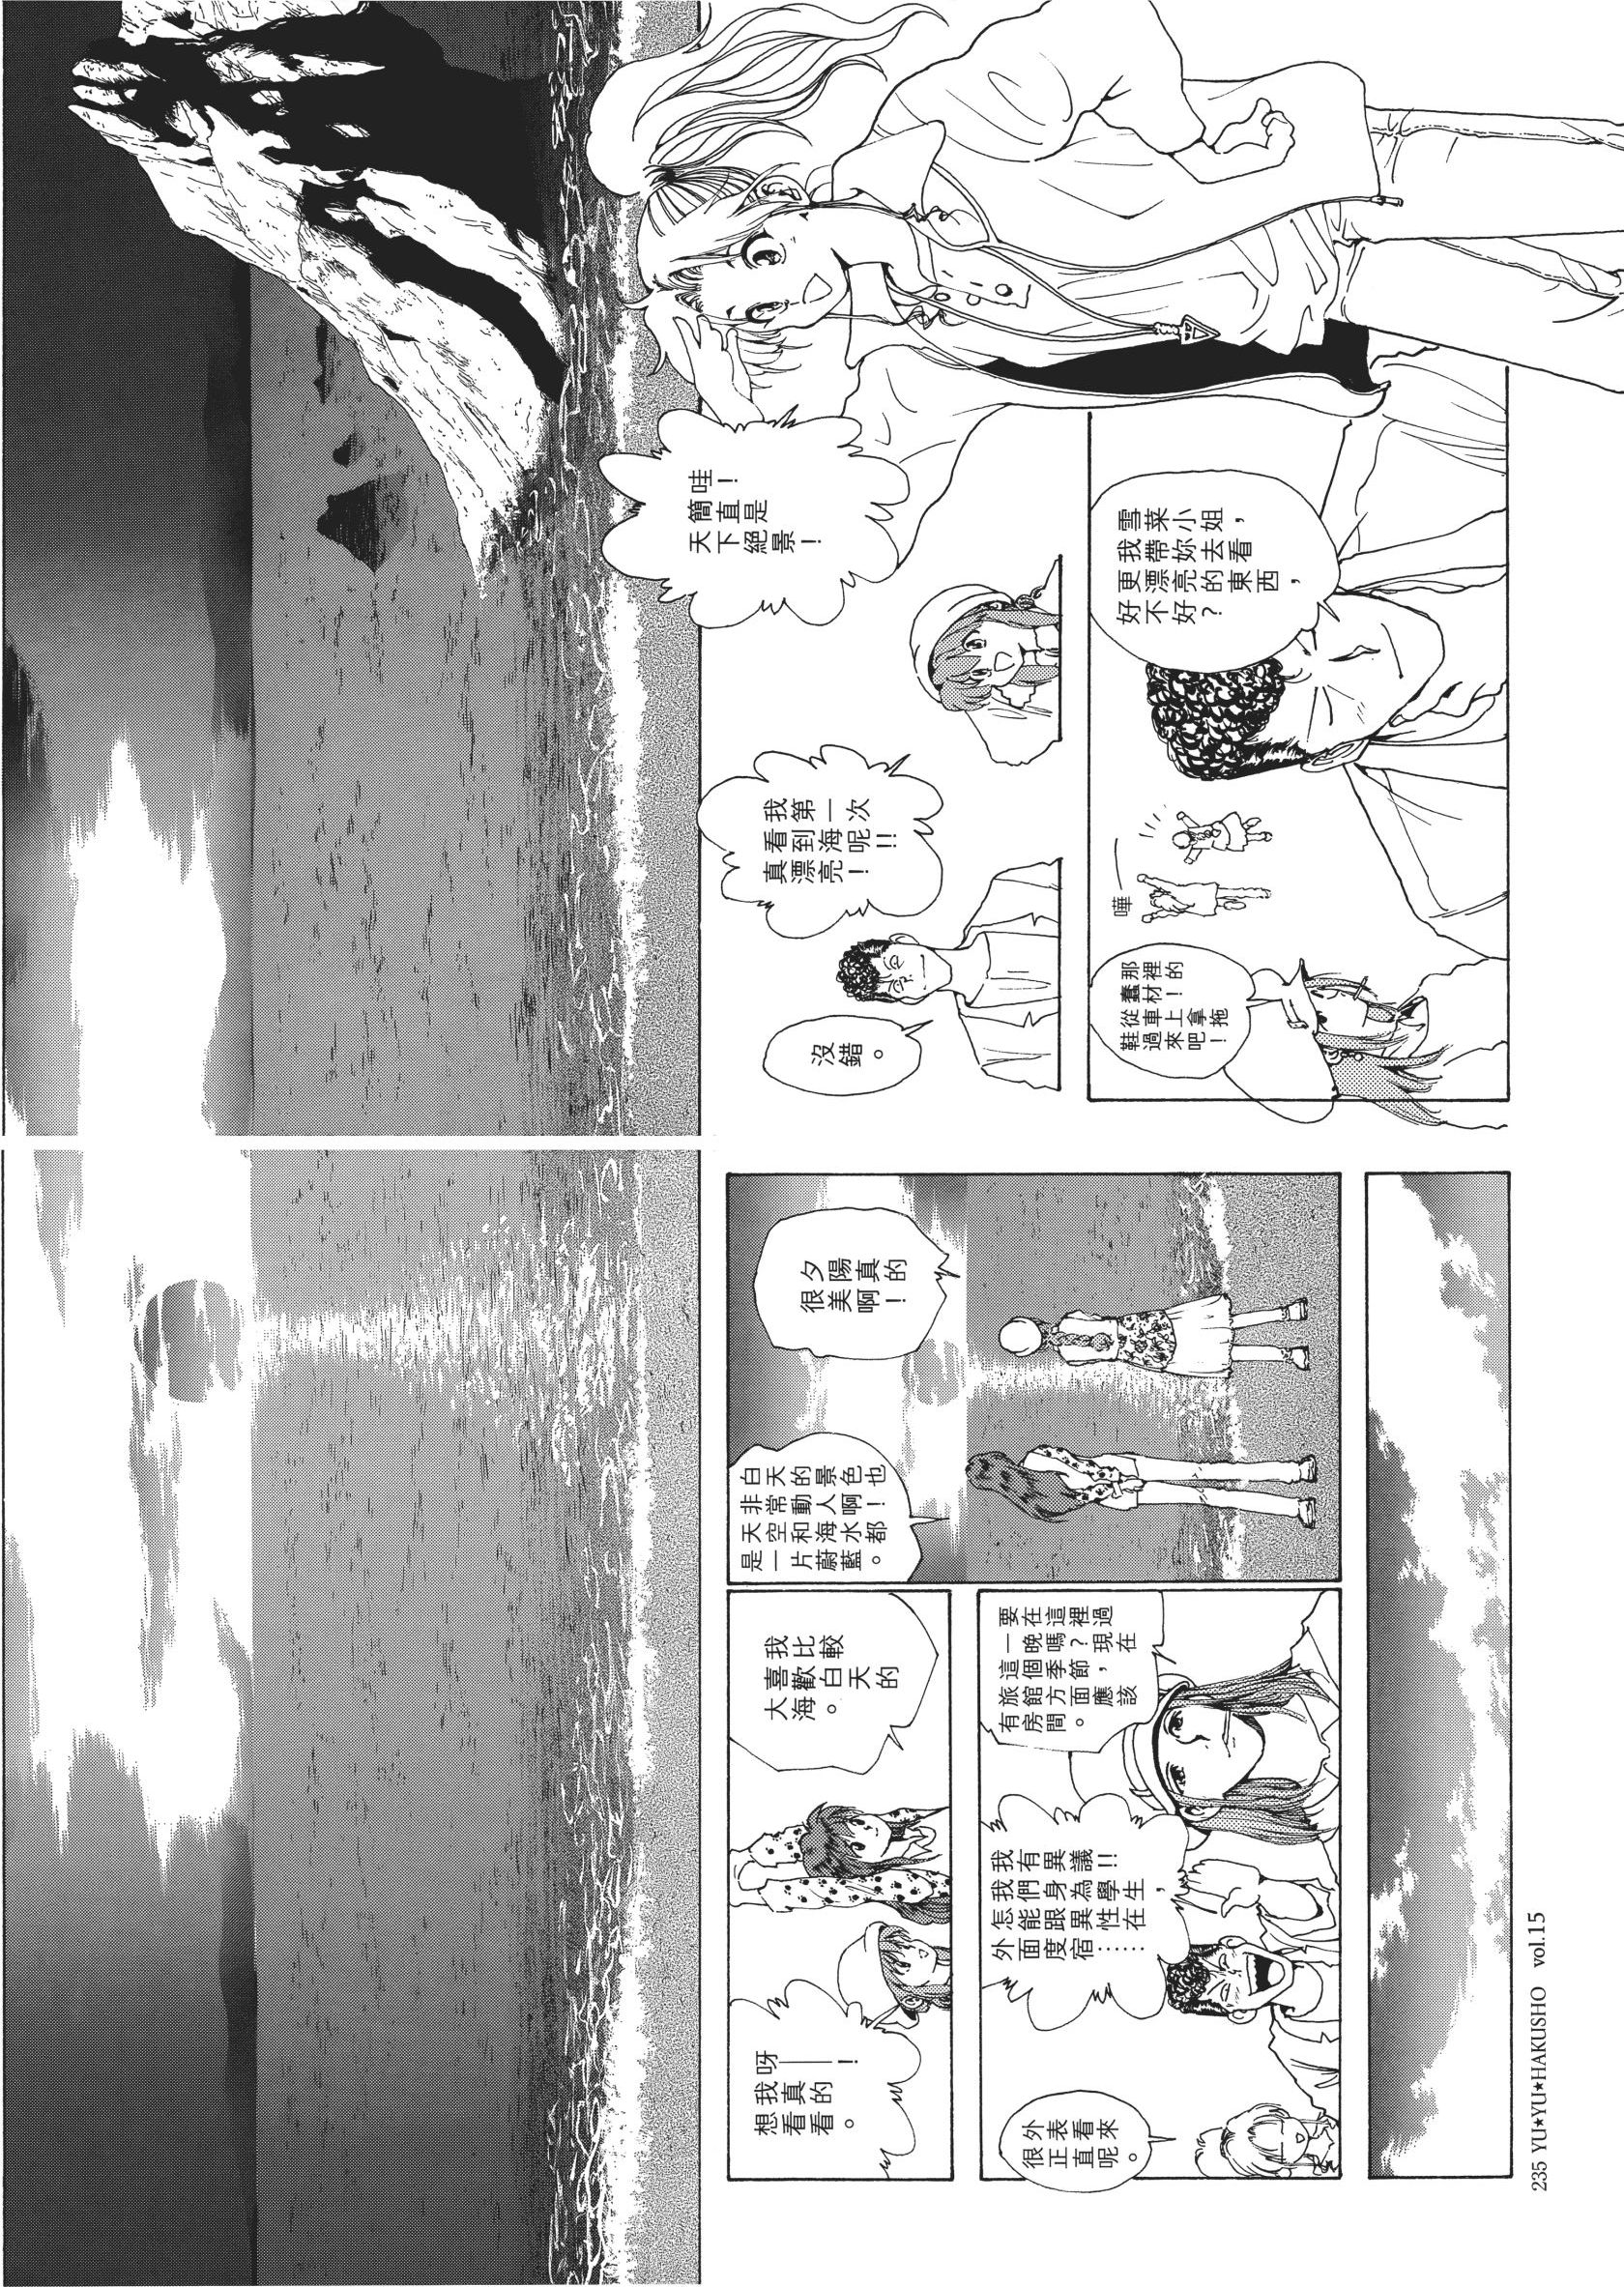 哇！
簡直是
天下絕景！
我第一次
看到海呢!!
真漂亮！
沒錯。
雪菜小姐，
我帶妳去看
更漂亮的東西，
好不好？
嘩——
那裡的
蠢材！
從車上拿拖
鞋過來吧！
夕陽真的
很美啊！
白天的景色也
非常動人啊！
天空和海水都
是一片蔚藍。
我比較
喜歡白天的
大海。
呀——！
我真的
想看看。
要在這裡過
一晚嗎？現在
這個季節，
旅館方面應該
有房間。
我有異議!!
我們身為學生，
怎能跟異性在
外面度宿……
外表看來
很正直呢。
235 YU★YU★HAKUSHO vol.15